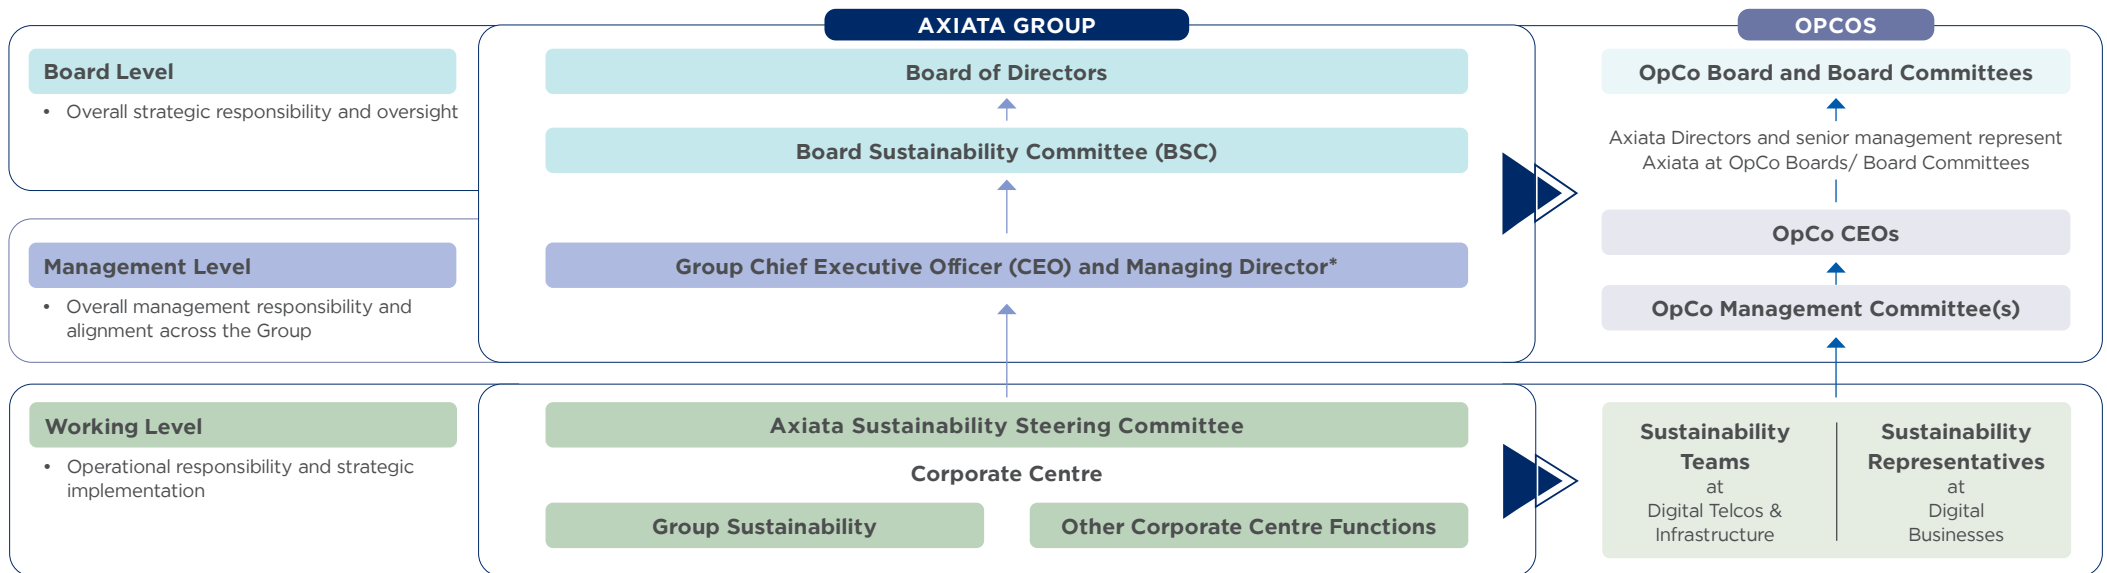 AXIATA GROUP
OPCOS
Board Level
• Overall strategic responsibility and oversight
Board of Directors
Board Sustainability Committee (BSC)
OpCo Board and Board Committees
Axiata Directors and senior management represent
Axiata at OpCo Boards/ Board Committees
Management Level
• Overall management responsibility and
alignment across the Group
Group Chief Executive Officer (CEO) and Managing Director*
OpCo CEOs
OpCo Management Committee(s)
Working Level
• Operational responsibility and strategic
implementation
Axiata Sustainability Steering Committee
Corporate Centre
Group Sustainability
Other Corporate Centre Functions
Sustainability
Teams
at
Digital Telcos &
Infrastructure
Sustainability
Representatives
at
Digital
Businesses